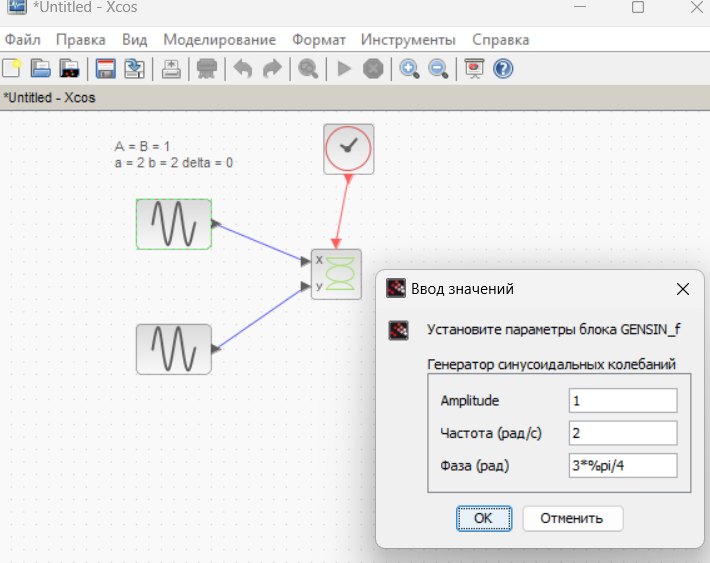 *Untitled - Xcos
Файл Правка Вид Моделирование Формат Инструменты Справка
*Untitled - Xcos
A = B = 1
a = 2 b = 2 delta = 0
X
У
Ввод значений
Установите параметры блока GENSIN_f
Генератор синусоидальных колебаний
Amplitude 1
Частота (рад/с) 2
Фаза (рад) 3*%pi/4
OK Отменить